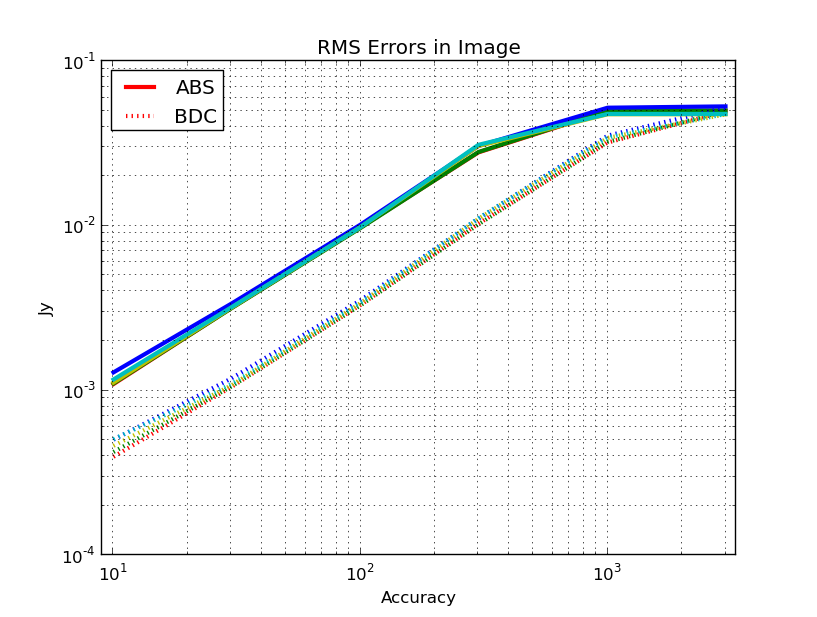 RMS Errors in Image
ABS
BDC
10^-1
10^-2
10^-3
10^-4
Jy
10^1 10^2 10^3
Accuracy